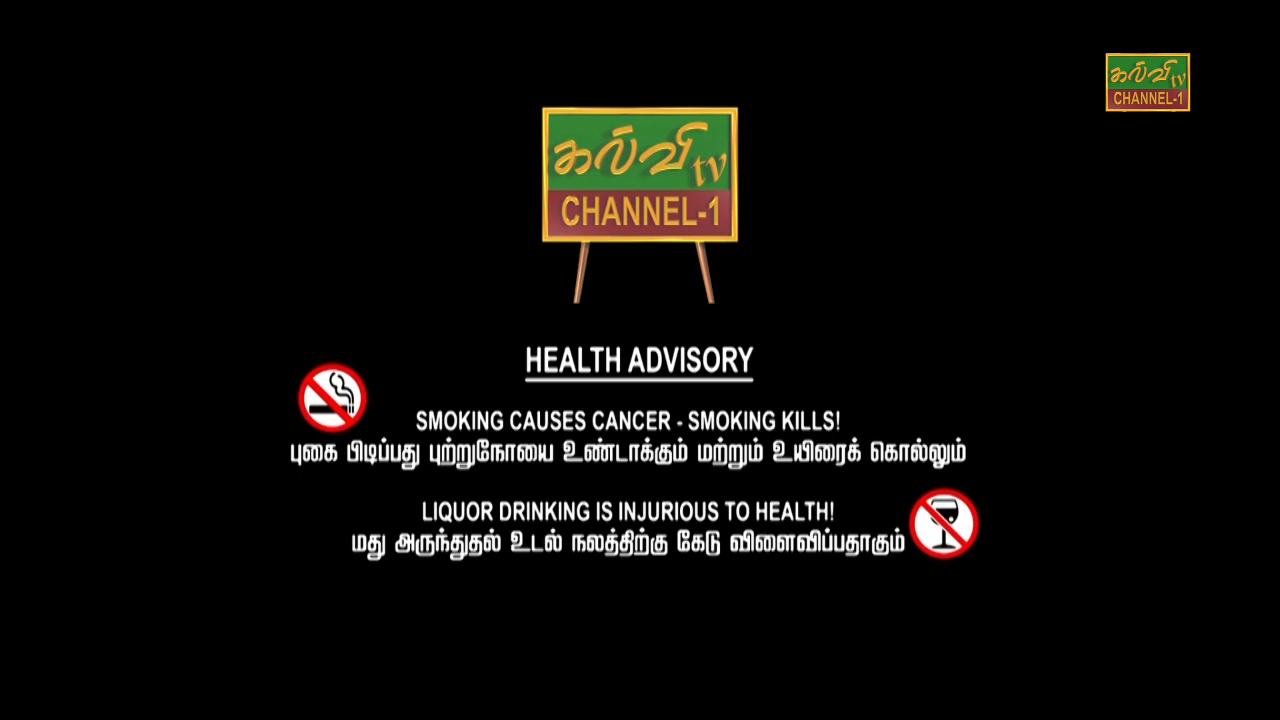 கல்வி tv
CHANNEL-1
கல்வி tv
CHANNEL-1
HEALTH ADVISORY
SMOKING CAUSES CANCER - SMOKING KILLS!
புகை பிடிப்பது புற்றுநோயை உண்டாக்கும் மற்றும் உயிரைக் கொல்லும்
LIQUOR DRINKING IS INJURIOUS TO HEALTH!
மது அருந்துதல் உடல் நலத்திற்கு கேடு விளைவிப்பதாகும்